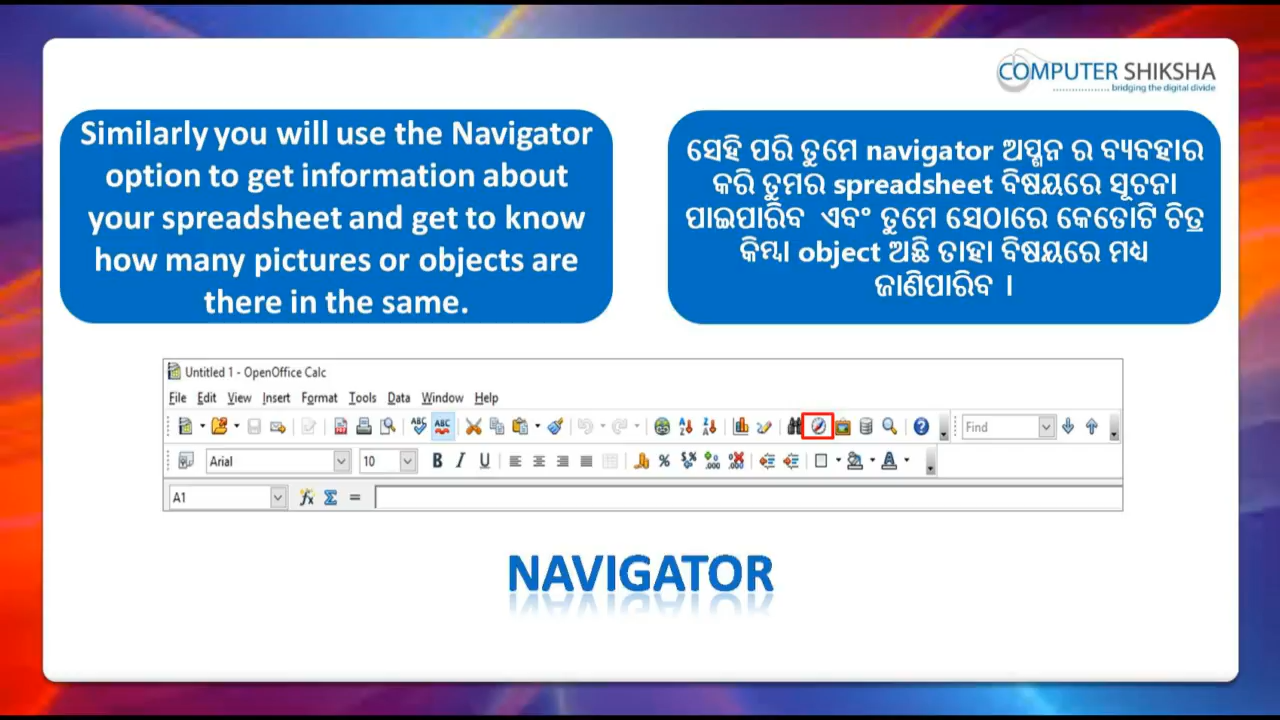 COMPUTER SHIKSHA
bridging the digital divide
Similarly you will use the Navigator
option to get information about
your spreadsheet and get to know
how many pictures or objects are
there in the same.
ସେହି ପରି ତୁମେ navigator ଅପ୍ଶନ ର ବ୍ୟବହାର
କରି ତୁମର spreadsheet ବିଷୟରେ ସୂଚନା
ପାଇପାରିବ ଏବଂ ତୁମେ ସେଠାରେ କେତୋଟି ଚିତ୍ର
କିମ୍ବା object ଅଛି ତାହା ବିଷୟରେ ମଧ୍ୟ
ଜାଣିପାରିବ ।
Untitled 1 - OpenOffice Calc
File Edit View Insert Format Tools Data Window Help
Find
Arial 10 B I U
A1
NAVIGATOR